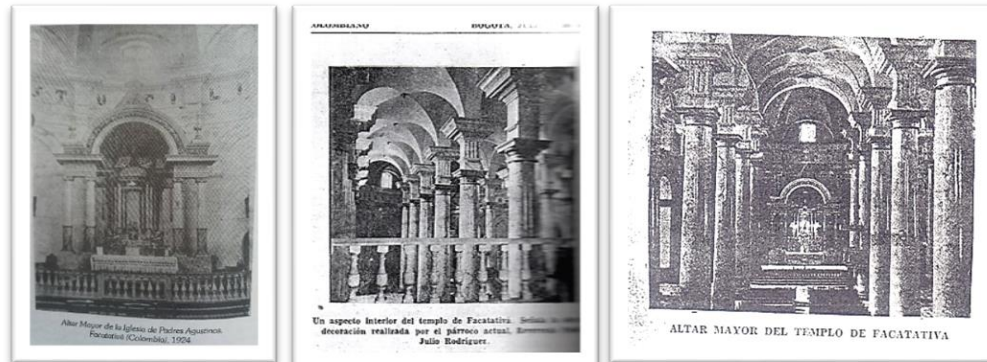 Altar Mayor de la Iglesia de Padres Agustinos.
Facatativá (Colombia), 1924
OLOMBIANO BOGOTA,
Un aspecto interior del templo de Facatativá.
decoración realizada por el párroco actual,
Julio Rodríguez.
ALTAR MAYOR DEL TEMPLO DE FACATATIVA